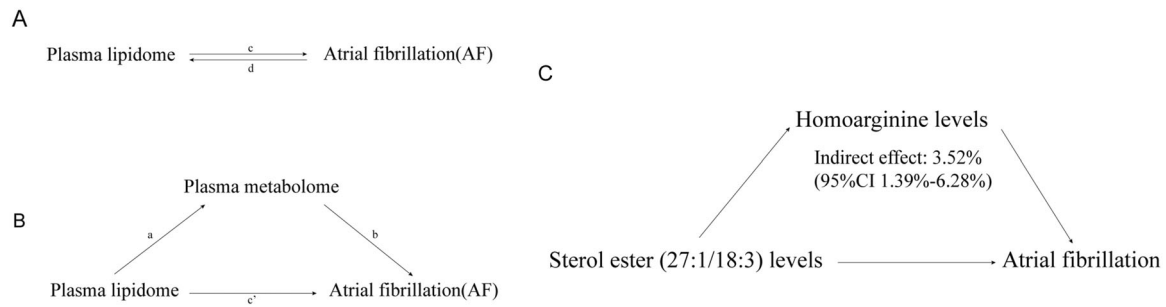 A
Plasma lipidome
c
d
Atrial fibrillation(AF)
B
Plasma metabolome
a
b
Plasma lipidome
c'
Atrial fibrillation(AF)
C
Homoarginine levels
Indirect effect: 3.52%
(95%CI 1.39%-6.28%)
Sterol ester (27:1/18:3) levels
Atrial fibrillation